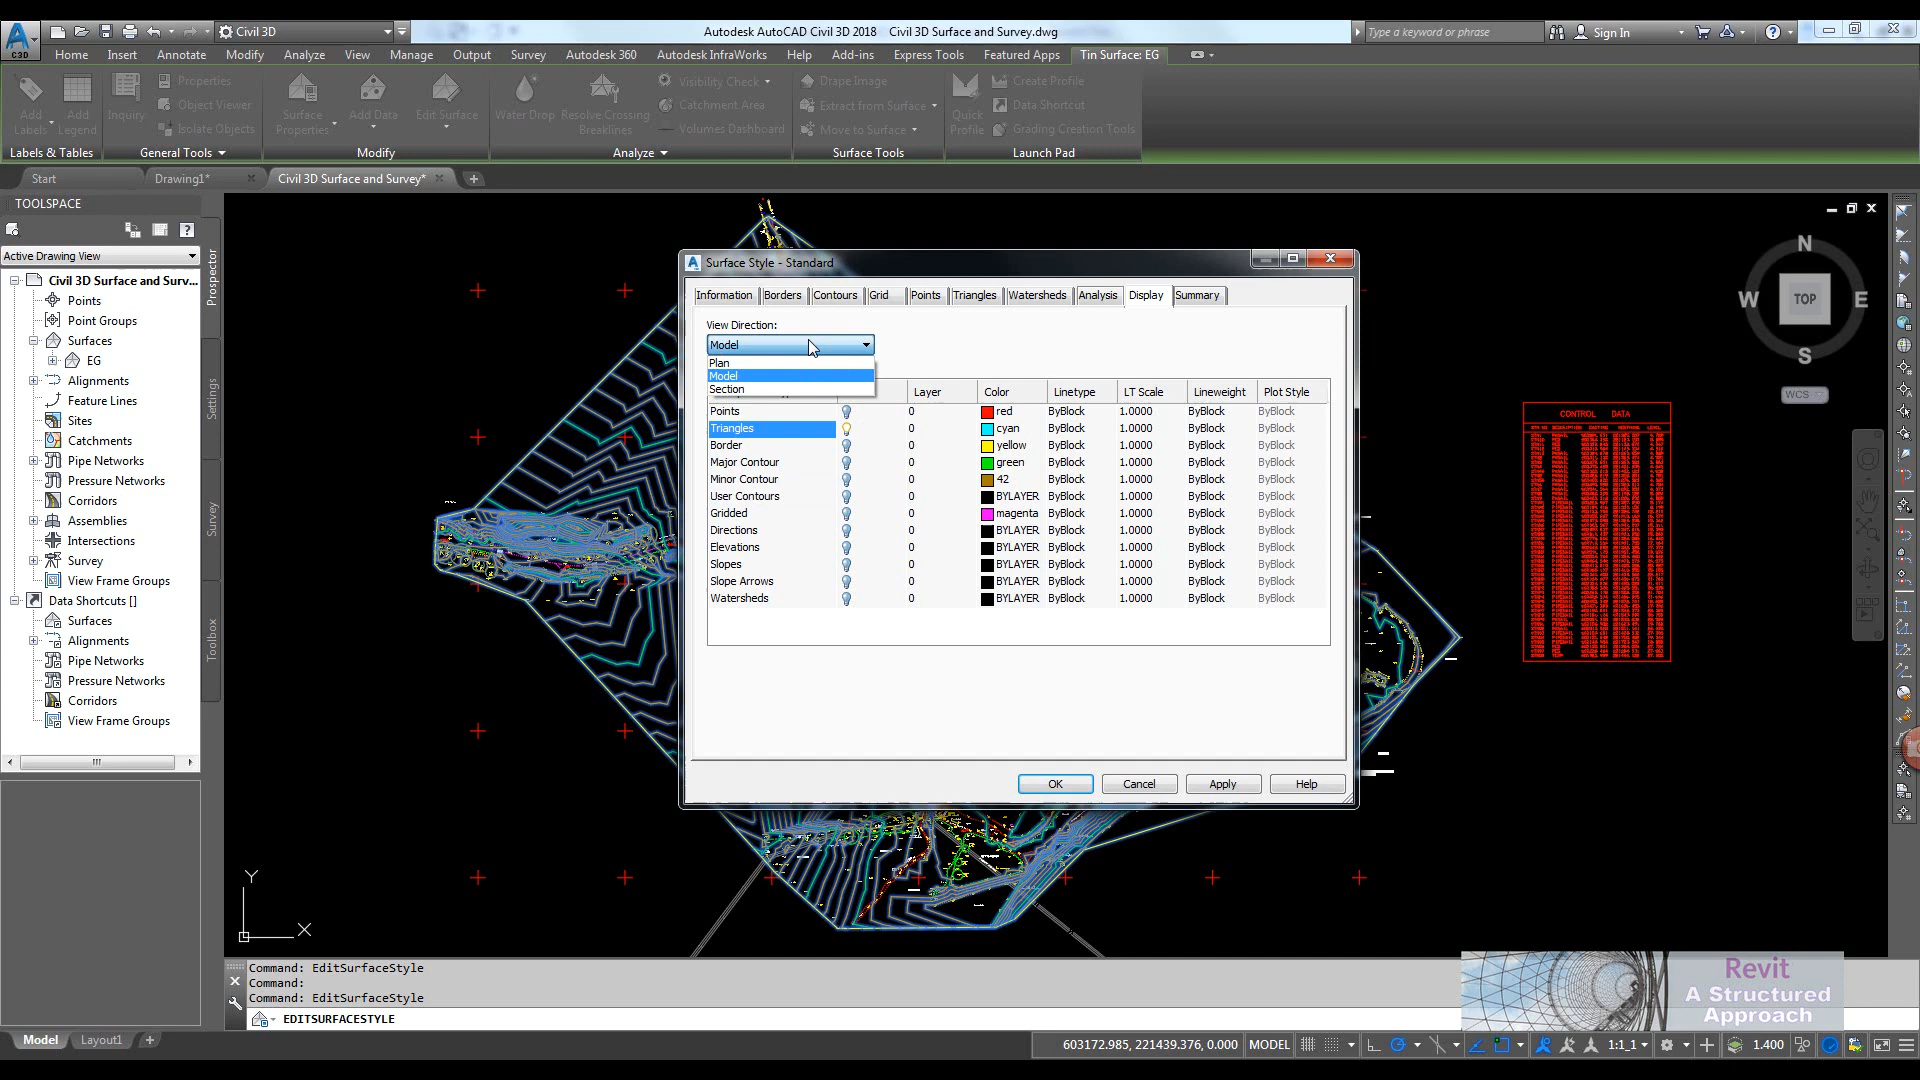 C3D
Civil 3D
Autodesk AutoCAD Civil 3D 2018 Civil 3D Surface and Survey.dwg
Type a keyword or phrase
Sign In
Home Insert Annotate Modify Analyze View Manage Output Survey Autodesk 360 Autodesk InfraWorks Help Add-ins Express Tools Featured Apps Tin Surface: EG
Add Labels
Add Legend
Inquiry
Properties
Object Viewer
Isolate Objects
Surface Properties
Add Data
Edit Surface
Water Drop
Resolve Crossing Breaklines
Visibility Check
Catchment Area
Volumes Dashboard
Drape Image
Extract from Surface
Move to Surface
Quick Profile
Create Profile
Data Shortcut
Grading Creation Tools
Labels & Tables General Tools Modify Analyze Surface Tools Launch Pad
Start Drawing1* Civil 3D Surface and Survey*
TOOLSPACE
Active Drawing View
Civil 3D Surface and Surv...
Points
Point Groups
Surfaces
EG
Alignments
Feature Lines
Sites
Catchments
Pipe Networks
Pressure Networks
Corridors
Assemblies
Intersections
Survey
View Frame Groups
Data Shortcuts []
Surfaces
Alignments
Pipe Networks
Pressure Networks
Corridors
View Frame Groups
Prospector
Settings
Survey
Toolbox
Surface Style - Standard
Information Borders Contours Grid Points Triangles Watersheds Analysis Display Summary
View Direction:
Model
Plan
Model
Section
Layer Color Linetype LT Scale Lineweight Plot Style
Points 0 red ByBlock 1.0000 ByBlock ByBlock
Triangles 0 cyan ByBlock 1.0000 ByBlock ByBlock
Border 0 yellow ByBlock 1.0000 ByBlock ByBlock
Major Contour 0 green ByBlock 1.0000 ByBlock ByBlock
Minor Contour 0 42 ByBlock 1.0000 ByBlock ByBlock
User Contours 0 BYLAYER ByBlock 1.0000 ByBlock ByBlock
Gridded 0 magenta ByBlock 1.0000 ByBlock ByBlock
Directions 0 BYLAYER ByBlock 1.0000 ByBlock ByBlock
Elevations 0 BYLAYER ByBlock 1.0000 ByBlock ByBlock
Slopes 0 BYLAYER ByBlock 1.0000 ByBlock ByBlock
Slope Arrows 0 BYLAYER ByBlock 1.0000 ByBlock ByBlock
Watersheds 0 BYLAYER ByBlock 1.0000 ByBlock ByBlock
OK Cancel Apply Help
N
W TOP E
S
WCS
CONTROL DATA
Y
X
Command: EditSurfaceStyle
Command:
Command: EditSurfaceStyle
EDITSURFACESTYLE
Revit
A Structured
Approach
Model Layout1
603172.985, 221439.376, 0.000 MODEL 1:1_1 1.400